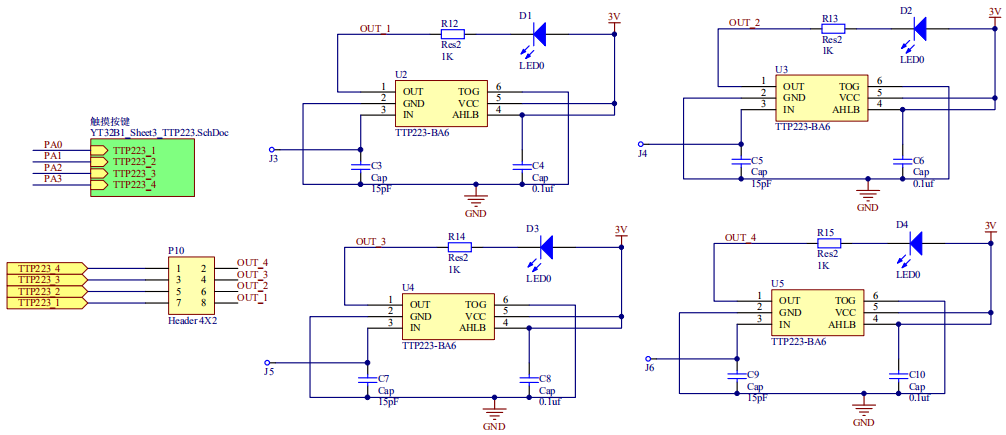 触摸按键
YT32B1_Sheet3_TTP223.SchDoc
PA0 TTP223_1
PA1 TTP223_2
PA2 TTP223_3
PA3 TTP223_4
P10
TTP223_4 1 2 OUT_4
TTP223_3 3 4 OUT_3
TTP223_2 5 6 OUT_2
TTP223_1 7 8 OUT_1
Header 4X2
OUT_1 R12 D1 3V
Res2 LED0
1K
U2
1 OUT TOG 6
2 GND VCC 5
3 IN AHLB 4
TTP223-BA6
J3
C3 C4
Cap Cap
15pF 0.1uf
GND
OUT_2 R13 D2 3V
Res2 LED0
1K
U3
1 OUT TOG 6
2 GND VCC 5
3 IN AHLB 4
TTP223-BA6
J4
C5 C6
Cap Cap
15pF 0.1uf
GND
OUT_3 R14 D3 3V
Res2 LED0
1K
U4
1 OUT TOG 6
2 GND VCC 5
3 IN AHLB 4
TTP223-BA6
J5
C7 C8
Cap Cap
15pF 0.1uf
GND
OUT_4 R15 D4 3V
Res2 LED0
1K
U5
1 OUT TOG 6
2 GND VCC 5
3 IN AHLB 4
TTP223-BA6
J6
C9 C10
Cap Cap
15pF 0.1uf
GND